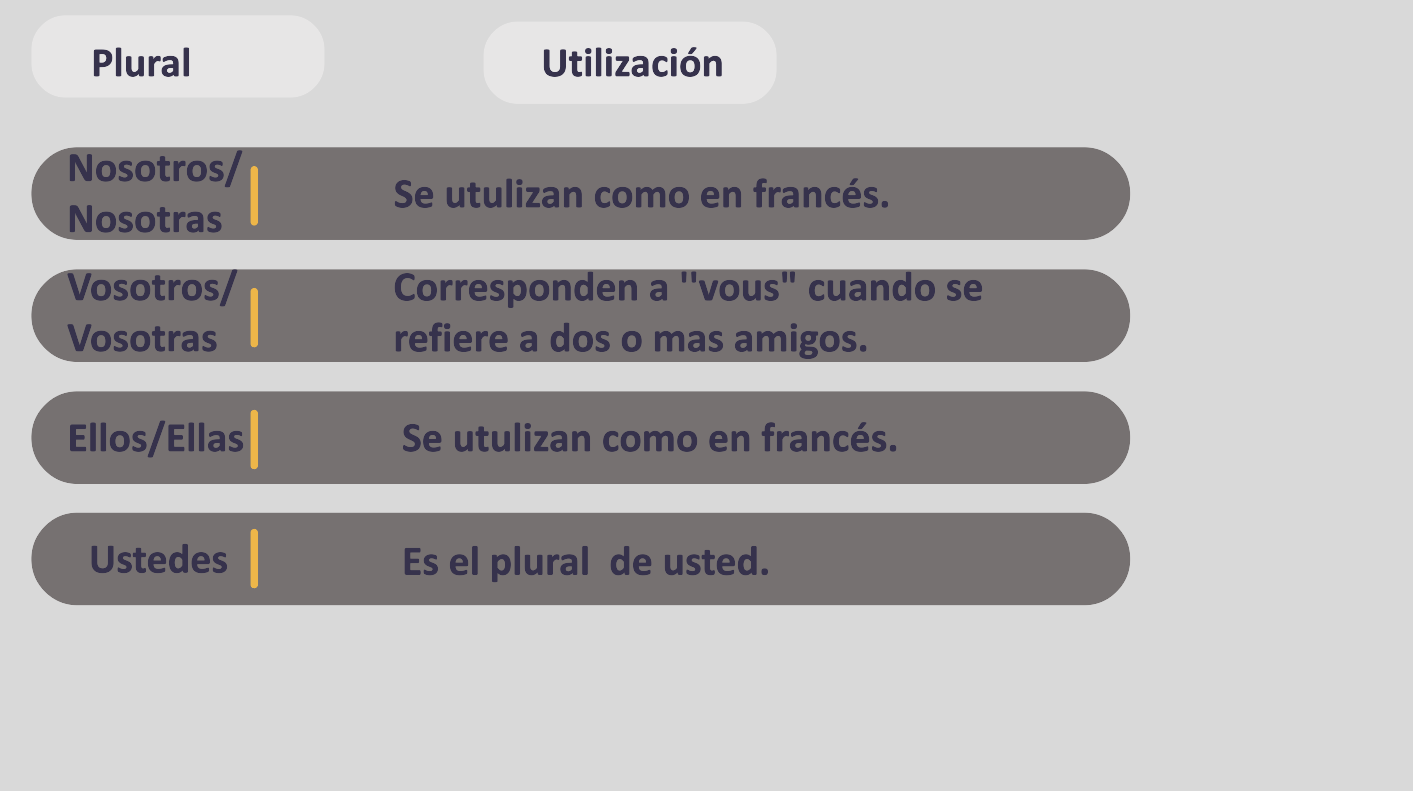 Plural
Utilización
Nosotros/
Nosotras
Se utulizan como en francés.
Vosotros/
Vosotras
Corresponden a ''vous" cuando se
refiere a dos o mas amigos.
Ellos/Ellas
Se utulizan como en francés.
Ustedes
Es el plural  de usted.